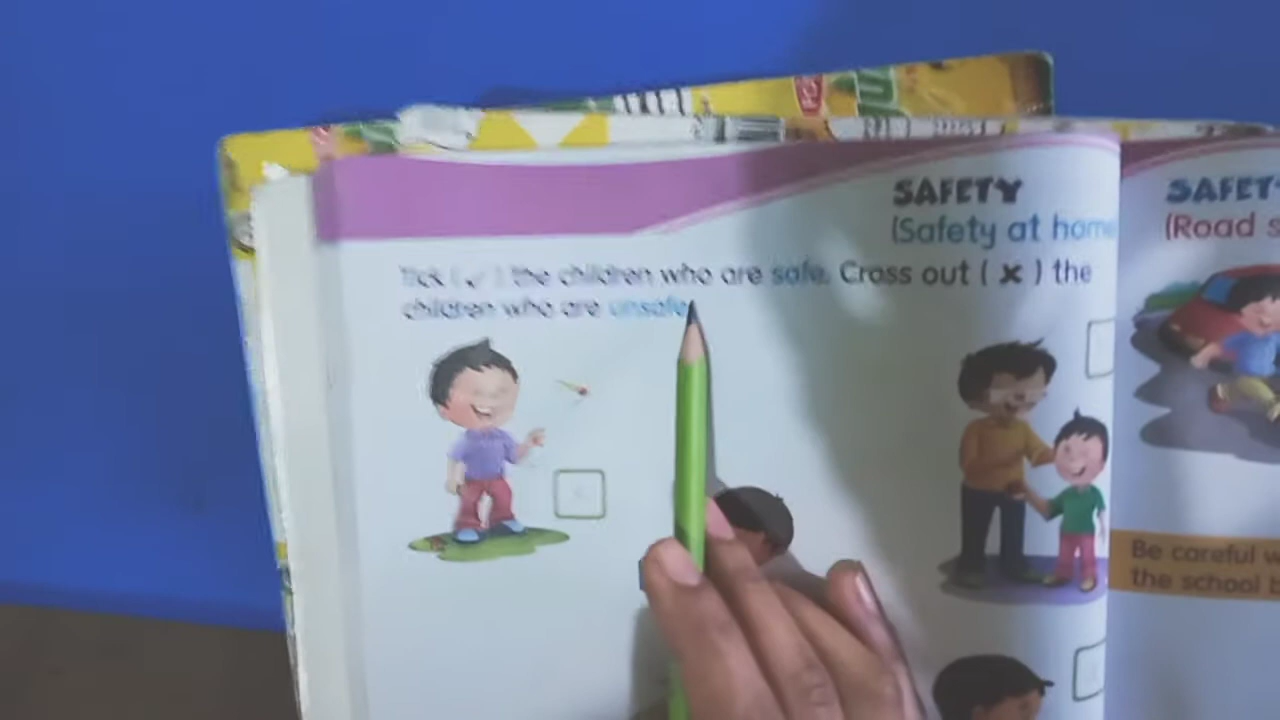 SAFETY
(Safety at home
Tick ( ✓ ) the children who are safe. Cross out ( × ) the
children who are unsafe
SAFET
(Road s
Be careful w
the school b